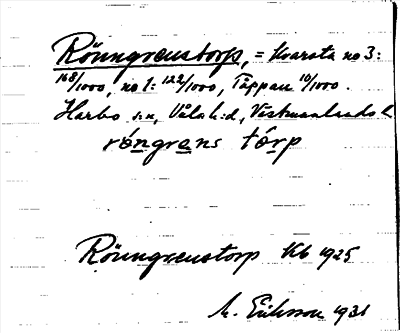 Rönngrenstorp, = Kvarsta no 3:
168/1000, no 1: 122/1000, Täppan 10/1000.
Harbo s:n, Våla h:d, Västmanlands l.
röngrens tórp
Rönngrenstorp Kb 1925
M. Eriksson 1931